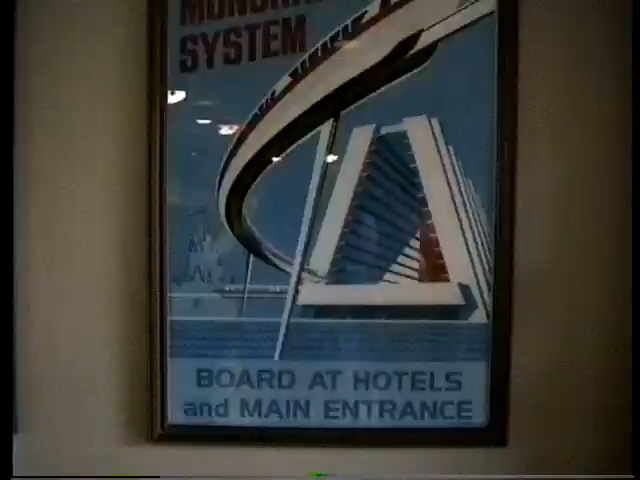 SYSTEM
BOARD AT HOTELS
and MAIN ENTRANCE